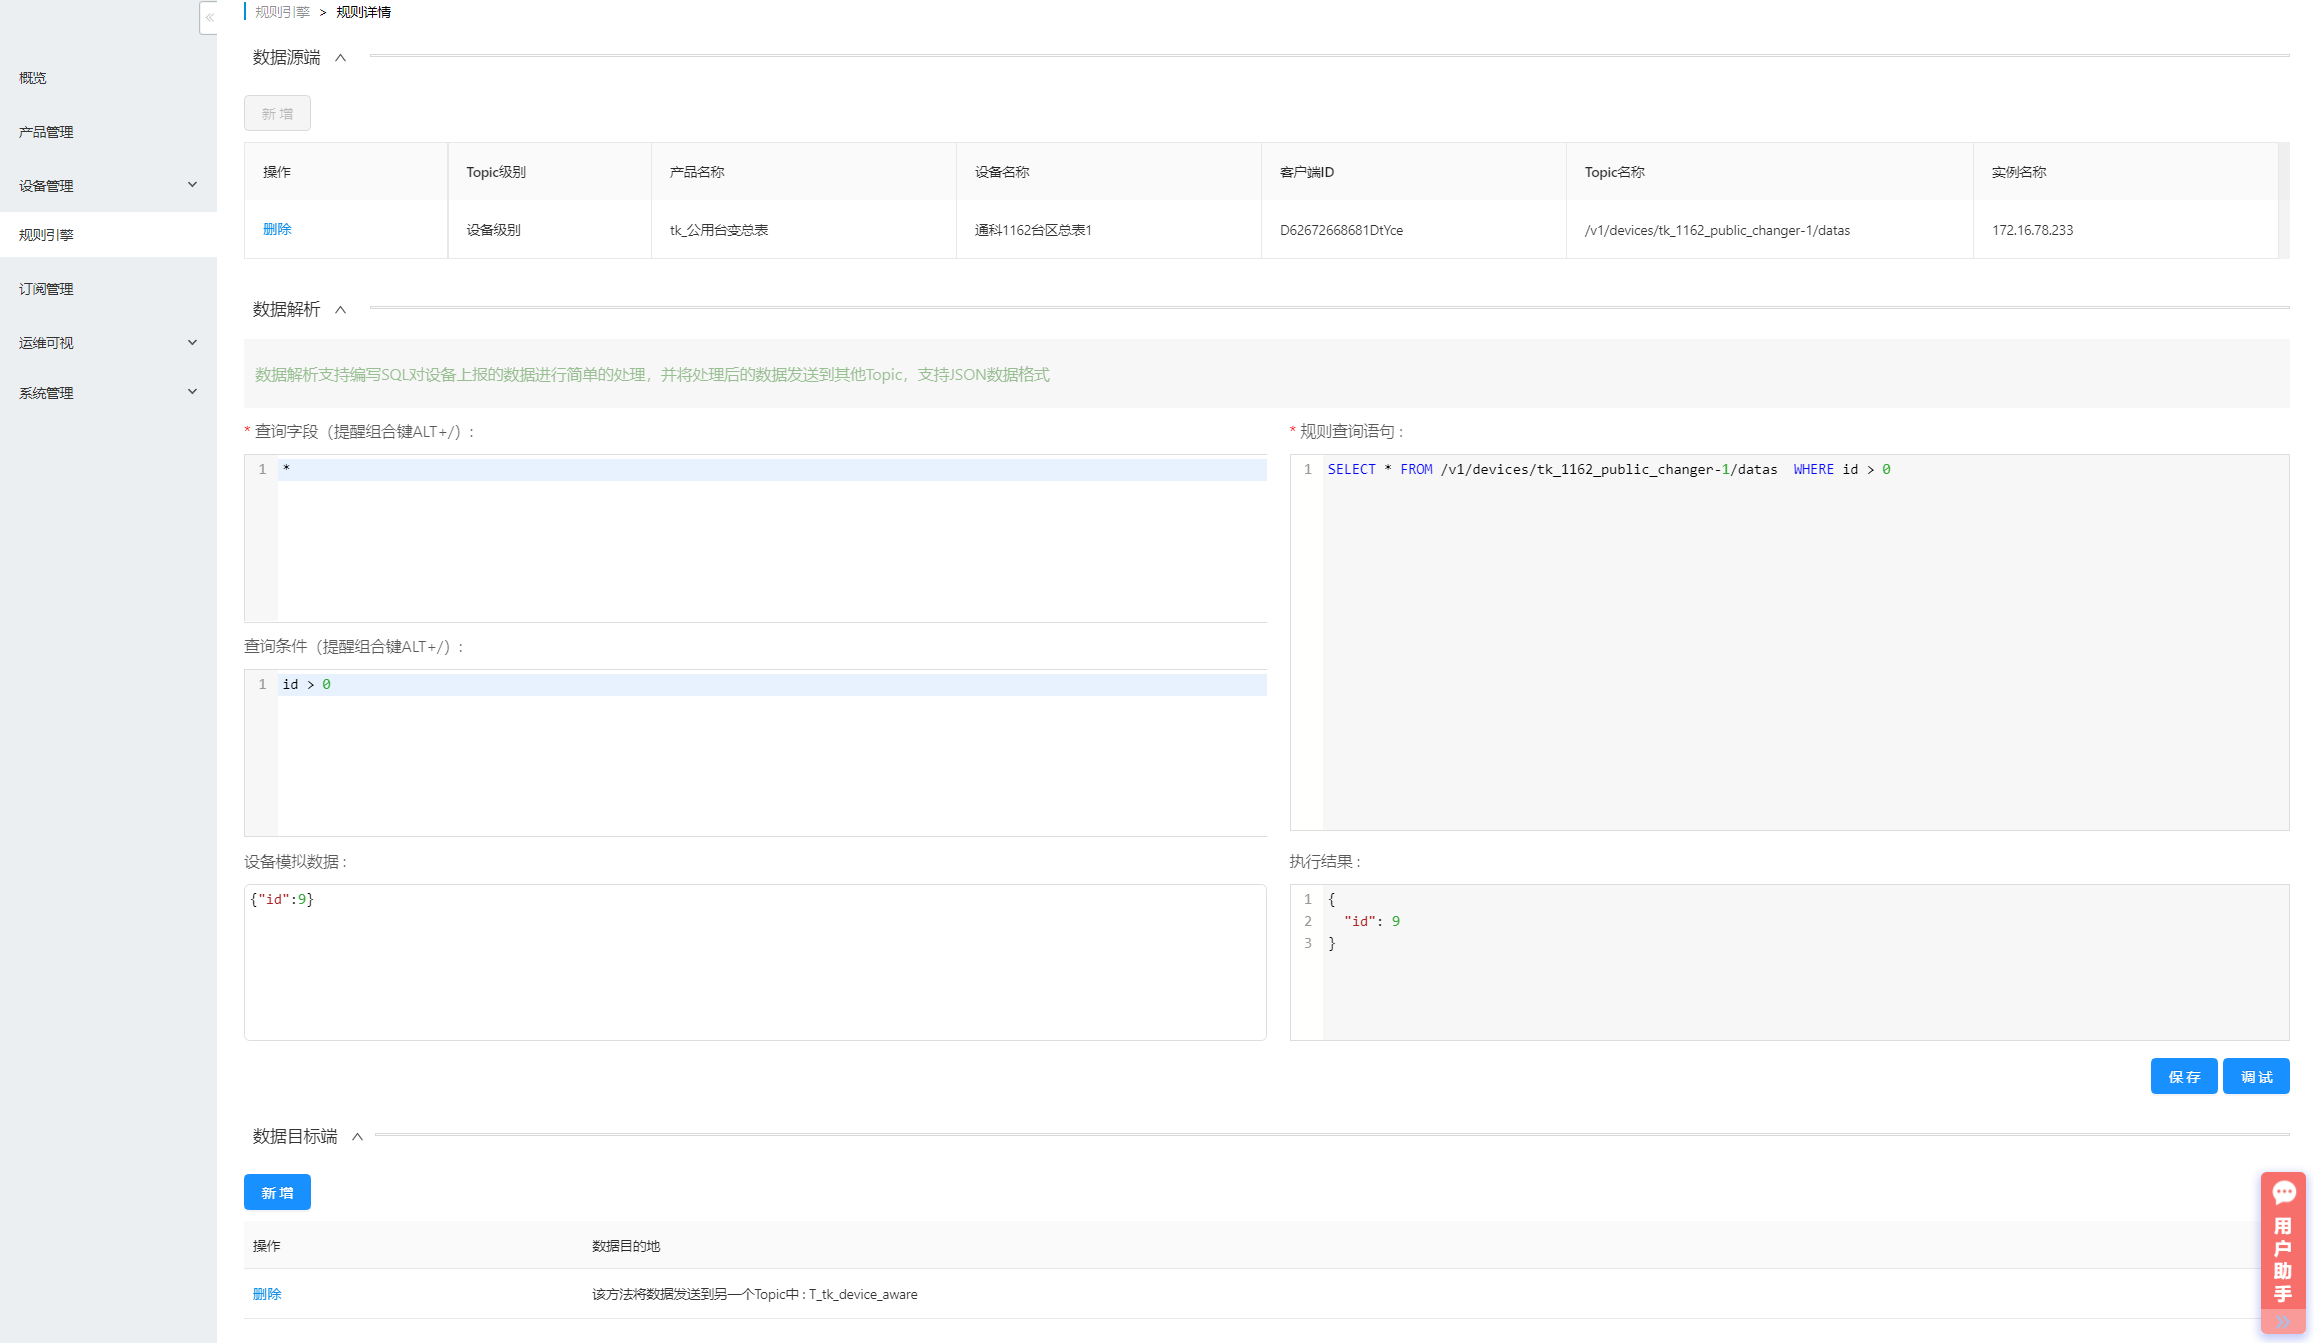 规则引擎 > 规则详情
概览
产品管理
设备管理
规则引擎
订阅管理
运维可视
系统管理
数据源端
新 增
操作 Topic级别 产品名称 设备名称 客户端ID Topic名称 实例名称
删除 设备级别 tk_公用台变总表 通科1162台区总表1 D62672668681DtYce /v1/devices/tk_1162_public_changer-1/datas 172.16.78.233
数据解析
数据解析支持编写SQL对设备上报的数据进行简单的处理，并将处理后的数据发送到其他Topic，支持JSON数据格式
* 查询字段（提醒组合键ALT+/）:
1 *
查询条件（提醒组合键ALT+/）:
1 id > 0
* 规则查询语句 :
1 SELECT * FROM /v1/devices/tk_1162_public_changer-1/datas  WHERE id > 0
设备模拟数据 :
{"id":9}
执行结果 :
1 {
2 "id": 9
3 }
保 存 调 试
数据目标端
新 增
操作 数据目的地
删除 该方法将数据发送到另一个Topic中 : T_tk_device_aware
用户助手